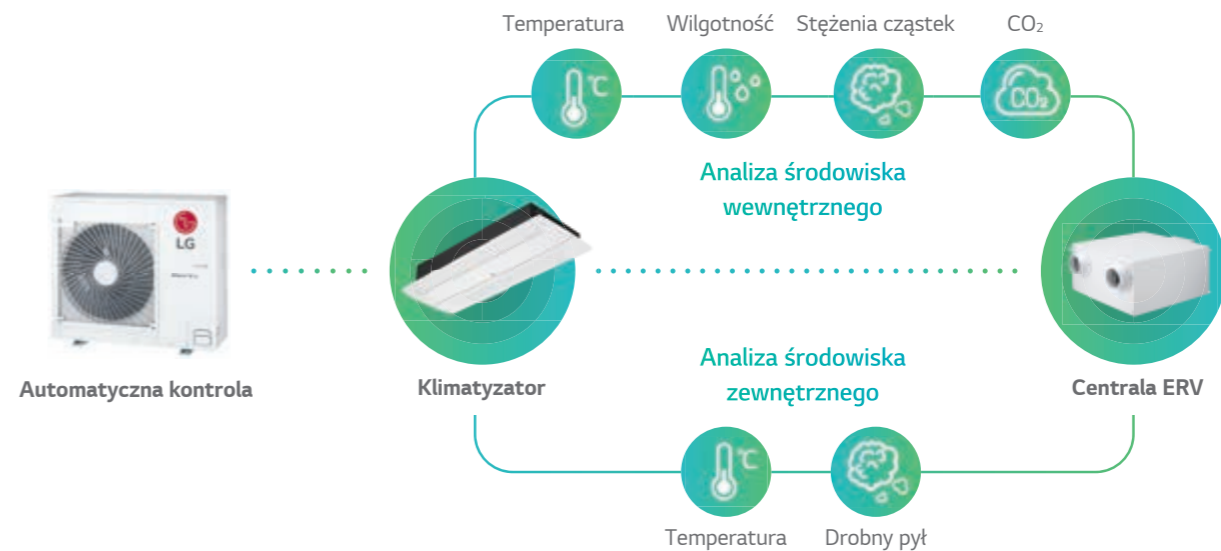 Temperatura
Wilgotność
Stężenia cząstek
CO₂
°C
CO₂
Analiza środowiska
wewnętrznego
LG
Automatyczna kontrola
Klimatyzator
Centrala ERV
Analiza środowiska
zewnętrznego
°C
Temperatura
Drobny pył